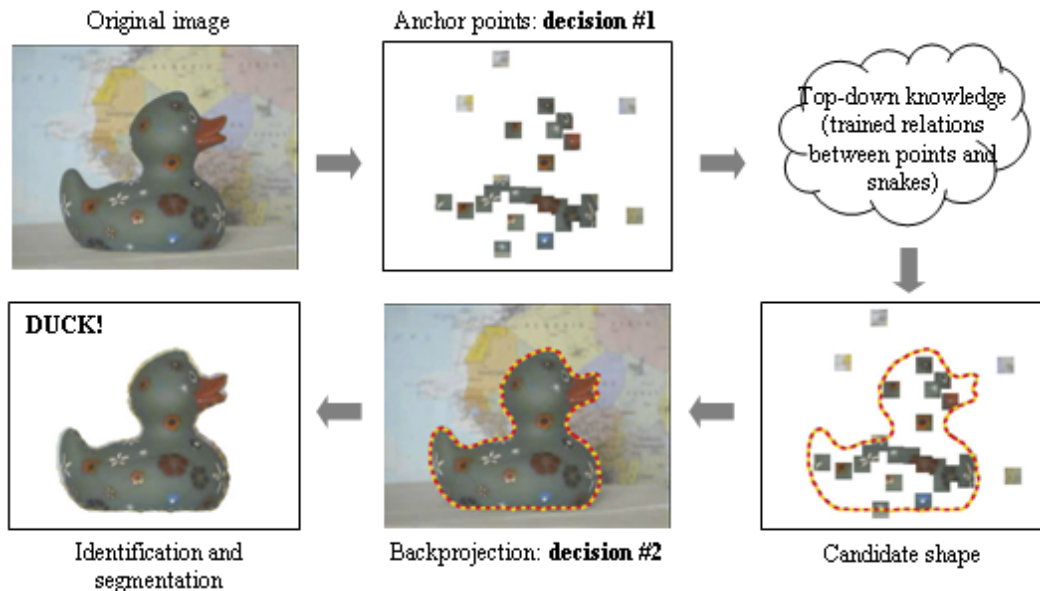 Original image
Anchor points: decision #1
Top-down knowledge
(trained relations
between points and
snakes)
DUCK!
Identification and
segmentation
Backprojection: decision #2
Candidate shape